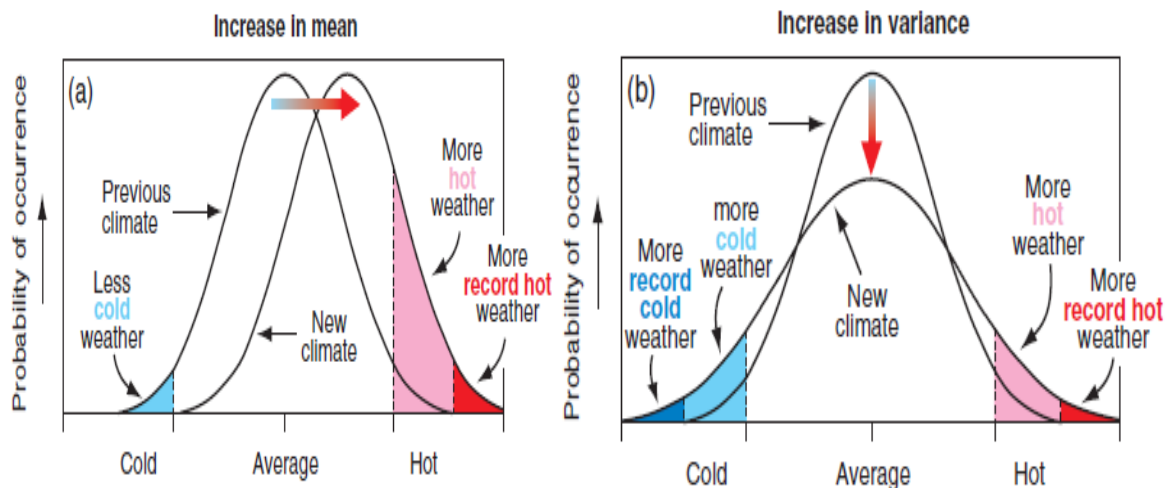 Increase in mean
(a)
Probability of occurrence
Previous
climate
Less
cold
weather
New
climate
More
hot
weather
More
record hot
weather
Cold
Average
Hot
Increase in variance
(b)
Probability of occurrence
Previous
climate
more
cold
weather
More
record
cold
weather
New
climate
More
hot
weather
More
record hot
weather
Cold
Average
Hot